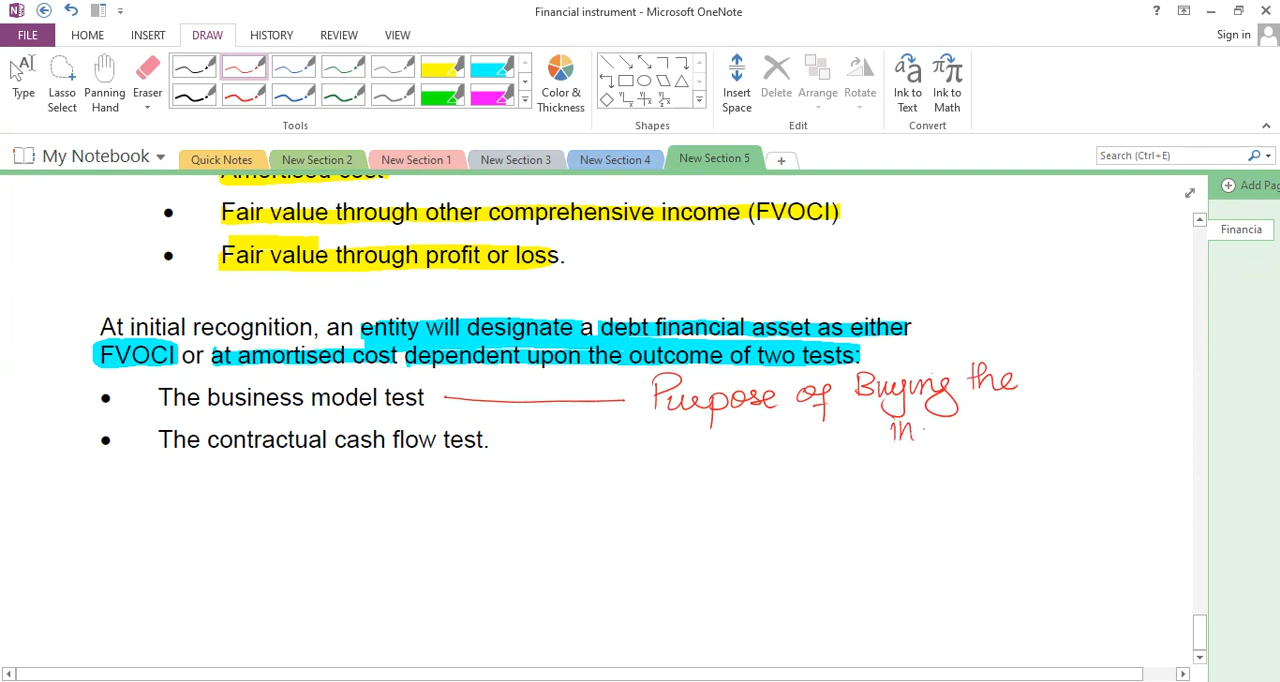 Financial instrument - Microsoft OneNote
?
Sign in
FILE HOME INSERT DRAW HISTORY REVIEW VIEW
Type
Lasso Select
Panning Hand
Eraser
Color & Thickness
Insert Space
Delete
Arrange
Rotate
Ink to Text
Ink to Math
Tools Shapes Edit Convert
My Notebook Quick Notes New Section 2 New Section 1 New Section 3 New Section 4 New Section 5 Search (Ctrl+E)
Add Pag
Financia
Amortised cost
• Fair value through other comprehensive income (FVOCI)
• Fair value through profit or loss.
At initial recognition, an entity will designate a debt financial asset as either
FVOCI or at amortised cost dependent upon the outcome of two tests:
• The business model test Purpose of Buying the
in
• The contractual cash flow test.